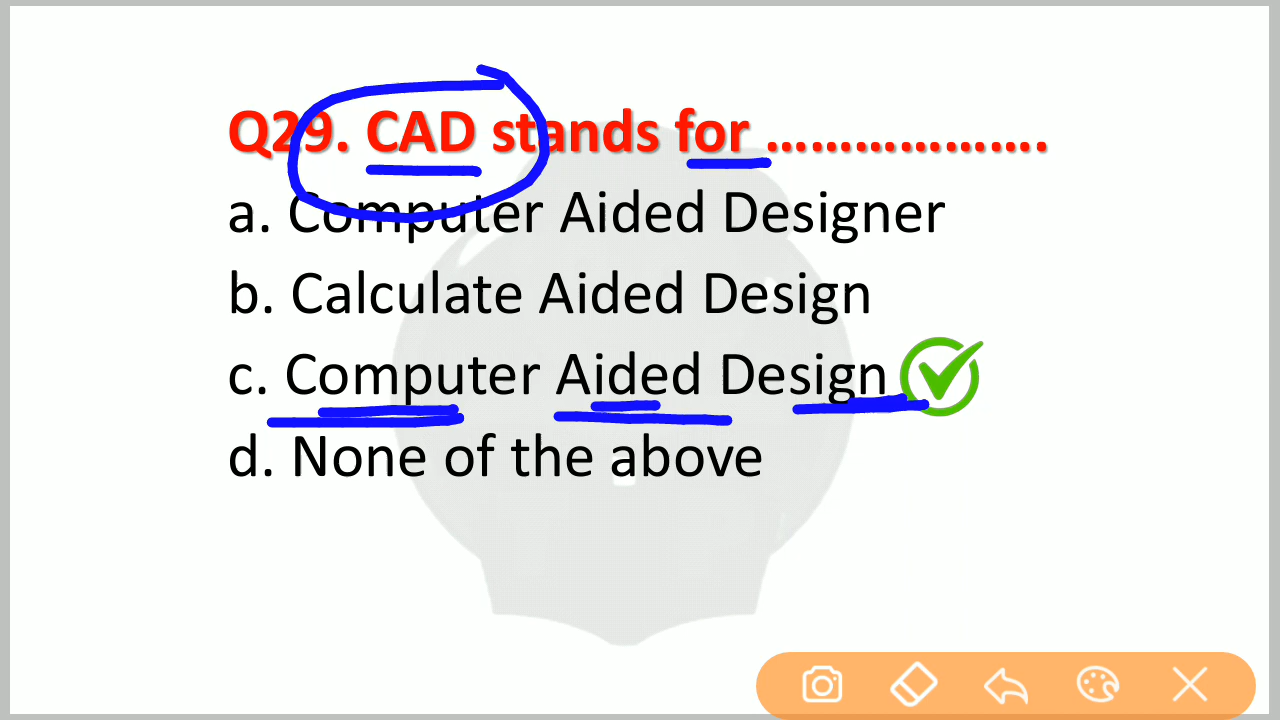 Q29. CAD stands for ...................
a. Computer Aided Designer
b. Calculate Aided Design
c. Computer Aided Design
d. None of the above